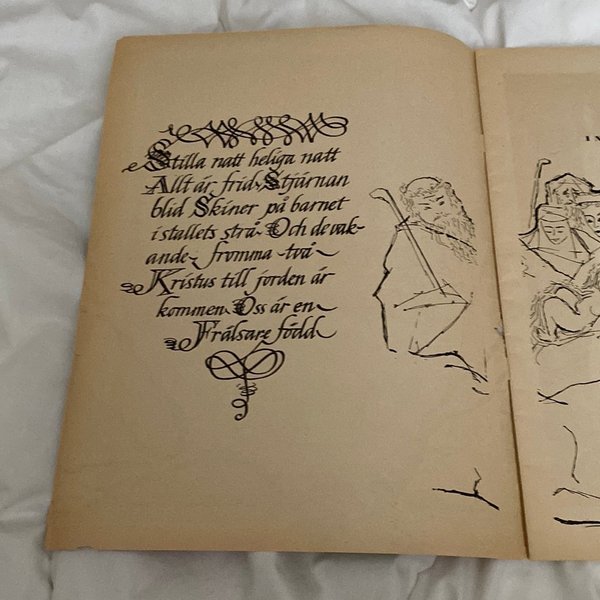 Stilla natt heliga natt
Allt är frid. Stjärnan
blid Skiner på barnet
i stallets strå. Och de vak-
ande fromma två
Kristus till jorden är
kommen. Oss är en
Frälsare född
IN